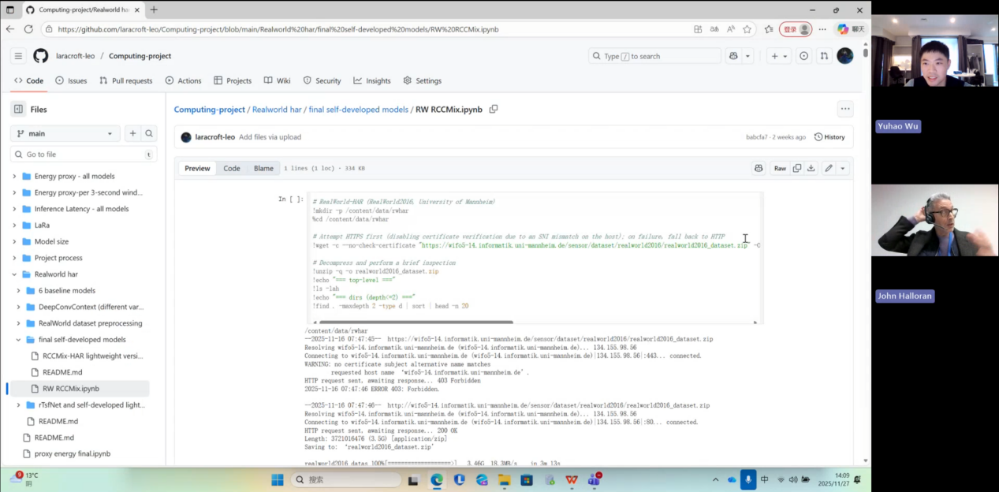 Computing-project/Realworld ha
https://github.com/laracroft-leo/Computing-project/blob/main/Realworld%20har/final%20self-developed%20models/RW%20RCCMix.ipynb
登录
聊天
laracroft-leo / Computing-project
Type / to search
Code
Issues
Pull requests
Actions
Projects
Wiki
Security
Insights
Settings
Files
main
Go to file
t
Energy proxy - all models
Energy proxy-per 3-second wind...
Inference Latency - all models
LaRa
Model size
Project process
Realworld har
6 baseline models
DeepConvContext (different var...
RealWorld dataset preprocessing
final self-developed models
RCCMix-HAR lightweight versi...
README.md
RW RCCMix.ipynb
rTsfNet and self-developed light...
README.md
README.md
proxy energy final.ipynb
Computing-project / Realworld har / final self-developed models / RW RCCMix.ipynb
laracroft-leo Add files via upload
babcfa7 · 2 weeks ago
History
Preview
Code
Blame
1 lines (1 loc) · 334 KB
Raw
In [ ]:
# RealWorld-HAR (RealWorld2016, University of Mannheim)
!mkdir -p /content/data/rwhar
%cd /content/data/rwhar
# Attempt HTTPS first (disabling certificate verification due to an SNI mismatch on the host); on failure, fall back to HTTP
!wget -c --no-check-certificate "https://wifo5-14.informatik.uni-mannheim.de/sensor/dataset/realworld2016/realworld2016_dataset.zip" -O
# Decompress and perform a brief inspection
!unzip -q -o realworld2016_dataset.zip
!echo "=== top-level ==="
!ls -lah
!echo "=== dirs (depth<=2) ==="
!find . -maxdepth 2 -type d | sort | head -n 20
/content/data/rwhar
--2025-11-16 07:47:45-- https://wifo5-14.informatik.uni-mannheim.de/sensor/dataset/realworld2016/realworld2016_dataset.zip
Resolving wifo5-14.informatik.uni-mannheim.de (wifo5-14.informatik.uni-mannheim.de)... 134.155.98.56
Connecting to wifo5-14.informatik.uni-mannheim.de (wifo5-14.informatik.uni-mannheim.de)|134.155.98.56|:443... connected.
WARNING: no certificate subject alternative name matches
requested host name ‘wifo5-14.informatik.uni-mannheim.de’.
HTTP request sent, awaiting response... 403 Forbidden
2025-11-16 07:47:46 ERROR 403: Forbidden.
--2025-11-16 07:47:46-- http://wifo5-14.informatik.uni-mannheim.de/sensor/dataset/realworld2016/realworld2016_dataset.zip
Resolving wifo5-14.informatik.uni-mannheim.de (wifo5-14.informatik.uni-mannheim.de)... 134.155.98.56
Connecting to wifo5-14.informatik.uni-mannheim.de (wifo5-14.informatik.uni-mannheim.de)|134.155.98.56|:80... connected.
HTTP request sent, awaiting response... 200 OK
Length: 3721016476 (3.5G) [application/zip]
Saving to: ‘realworld2016_dataset.zip’
realworld2016_datas 100%[===================>] 3.46G 18.3MB/s in 3m 13s
Yuhao Wu
John Halloran
9
13°C
阴
搜索
中
14:09
2025/11/27